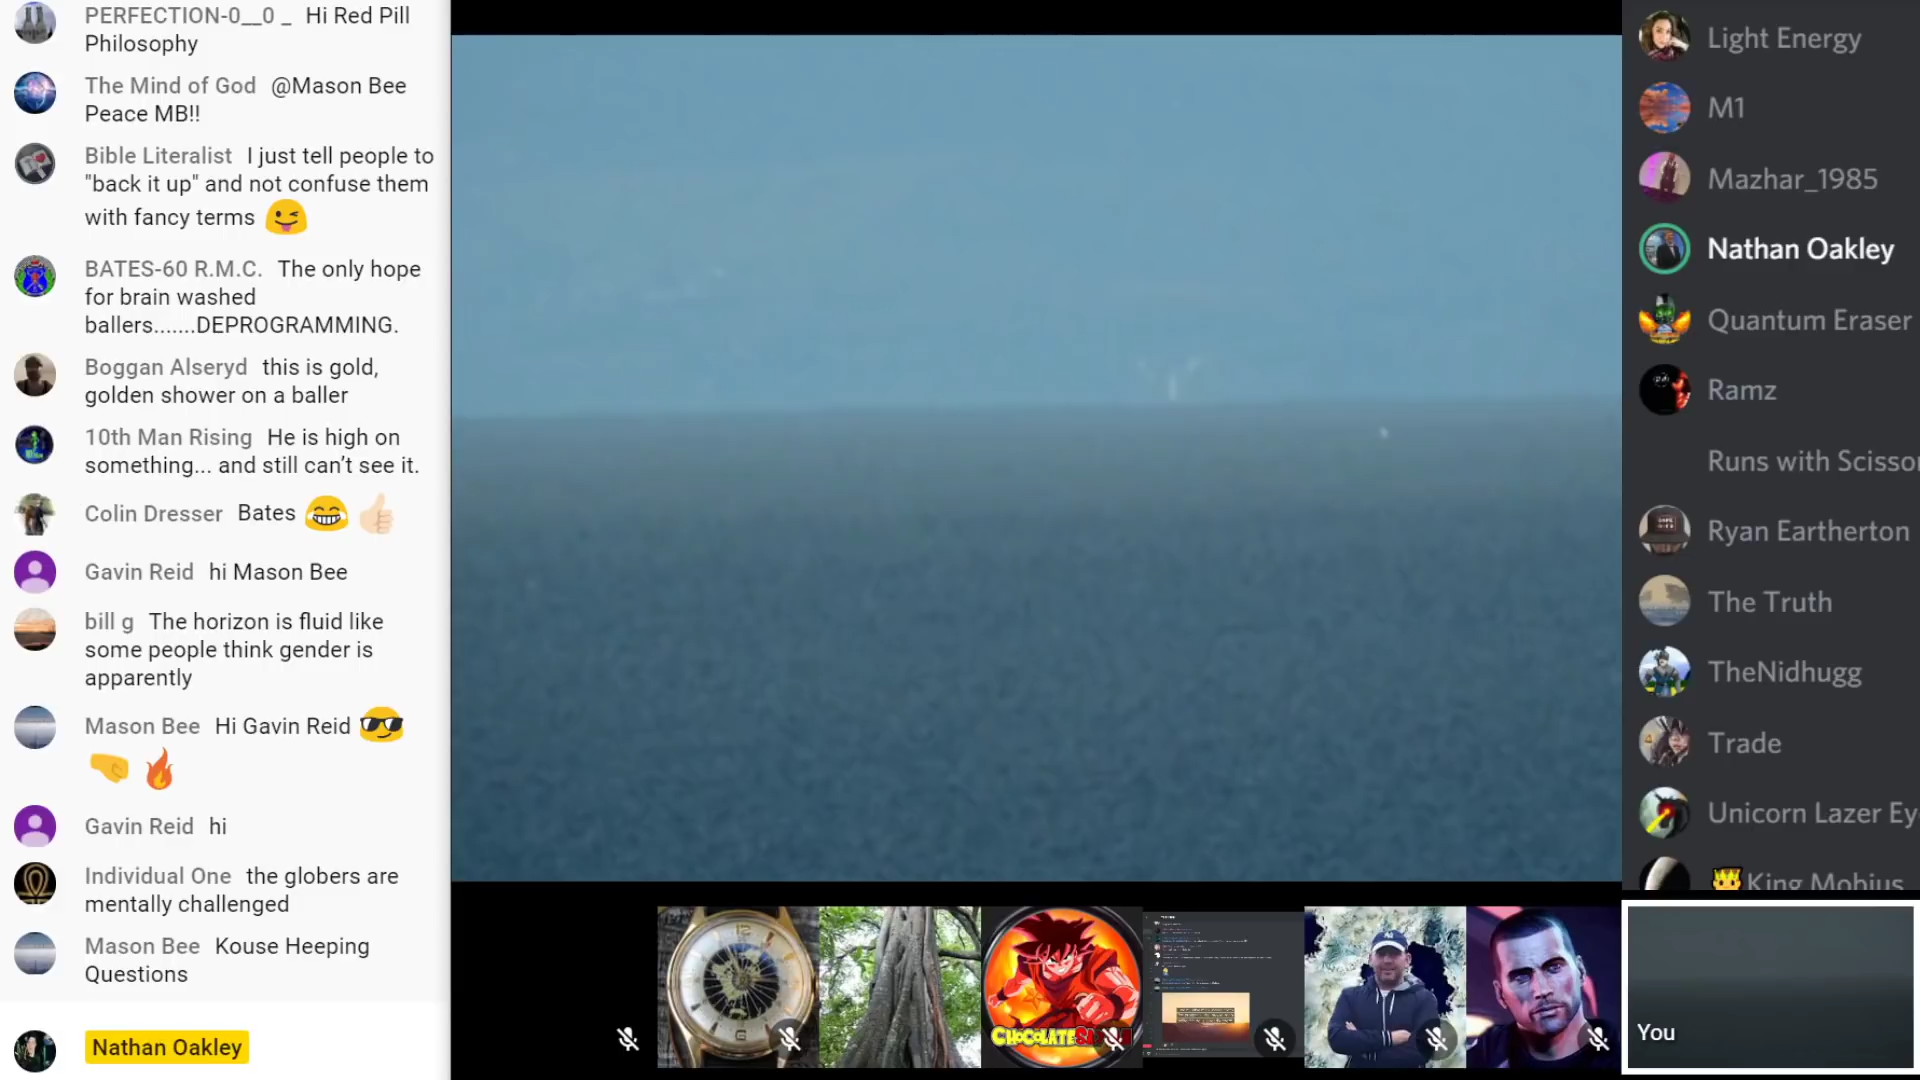 PERFECTION-0__0 _ Hi Red Pill
Philosophy
The Mind of God @Mason Bee
Peace MB!!
Bible Literalist I just tell people to
"back it up" and not confuse them
with fancy terms 😜
BATES-60 R.M.C. The only hope
for brain washed
ballers.......DEPROGRAMMING.
Boggan Alseryd this is gold,
golden shower on a baller
10th Man Rising He is high on
something... and still can’t see it.
Colin Dresser Bates 😂 👍🏻
Gavin Reid hi Mason Bee
bill g The horizon is fluid like
some people think gender is
apparently
Mason Bee Hi Gavin Reid 😎
🤜 🔥
Gavin Reid hi
Individual One the globers are
mentally challenged
Mason Bee Kouse Heeping
Questions
Nathan Oakley
Light Energy
M1
Mazhar_1985
Nathan Oakley
Quantum Eraser
Ramz
Runs with Scissor
Ryan Eartherton
The Truth
TheNidhugg
Trade
Unicorn Lazer Ey
King Mobius
You